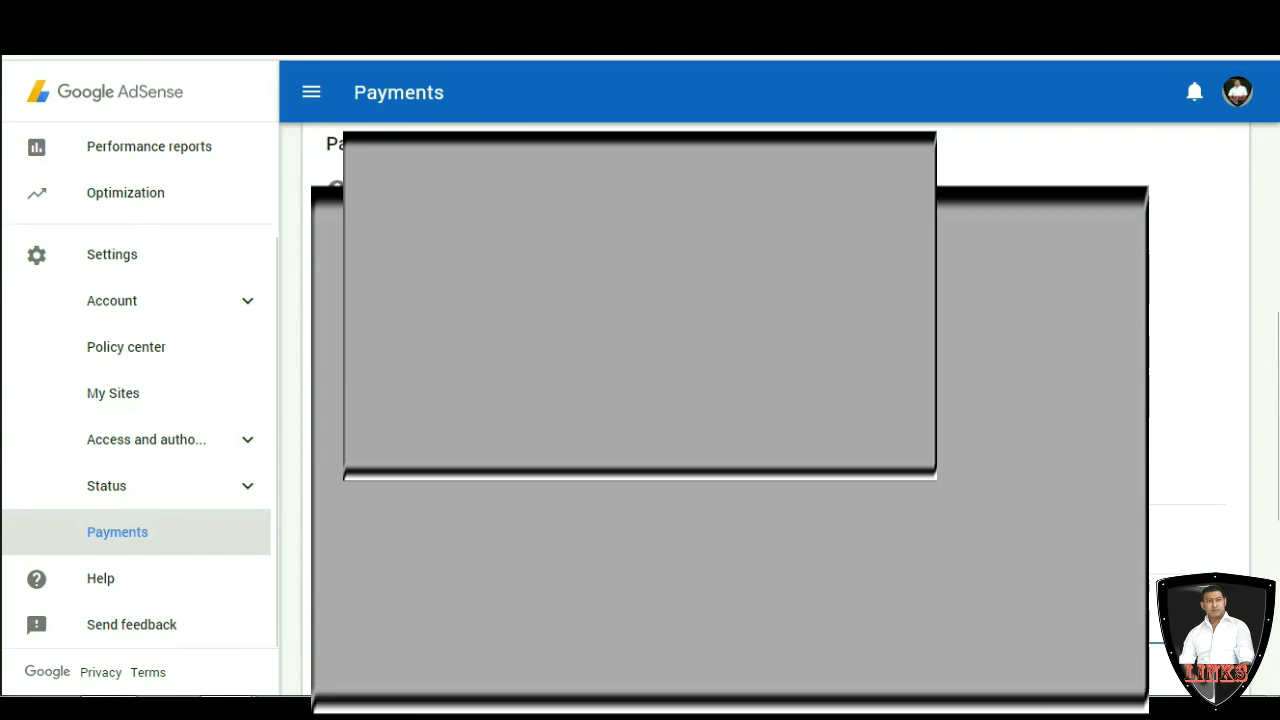 Google AdSense
Payments
Performance reports
Optimization
Settings
Account
Policy center
My Sites
Access and autho...
Status
Payments
Help
Send feedback
Google Privacy Terms
LINKS